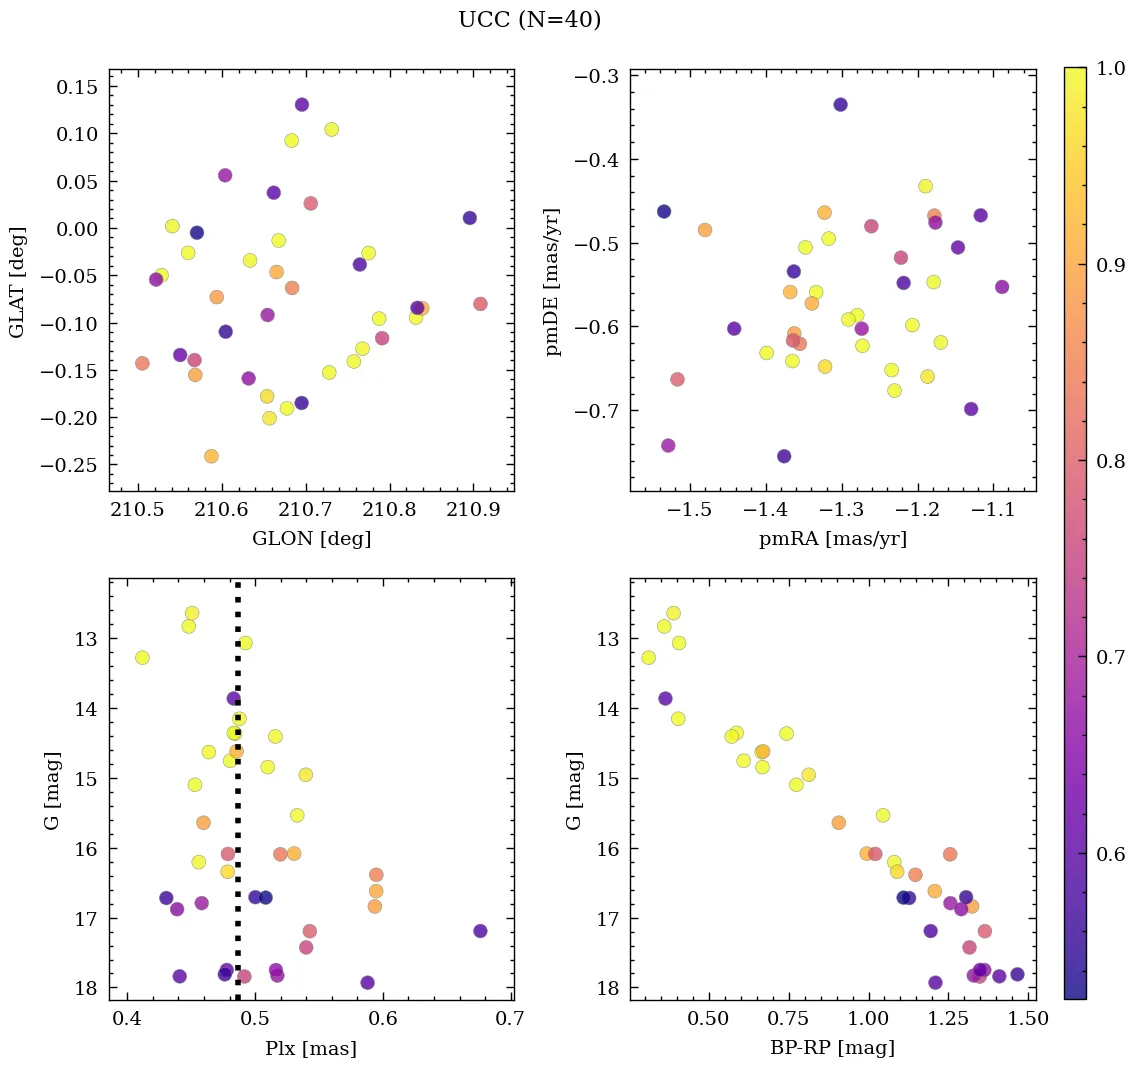 UCC (N=40)
0.15
0.10
0.05
0.00
−0.05
−0.10
−0.15
−0.20
−0.25
GLAT [deg]
210.5 210.6 210.7 210.8 210.9
GLON [deg]
−0.3
−0.4
−0.5
−0.6
−0.7
pmDE [mas/yr]
−1.5 −1.4 −1.3 −1.2 −1.1
pmRA [mas/yr]
13
14
15
16
17
18
G [mag]
0.4 0.5 0.6 0.7
Plx [mas]
13
14
15
16
17
18
G [mag]
0.50 0.75 1.00 1.25 1.50
BP-RP [mag]
1.0
0.9
0.8
0.7
0.6